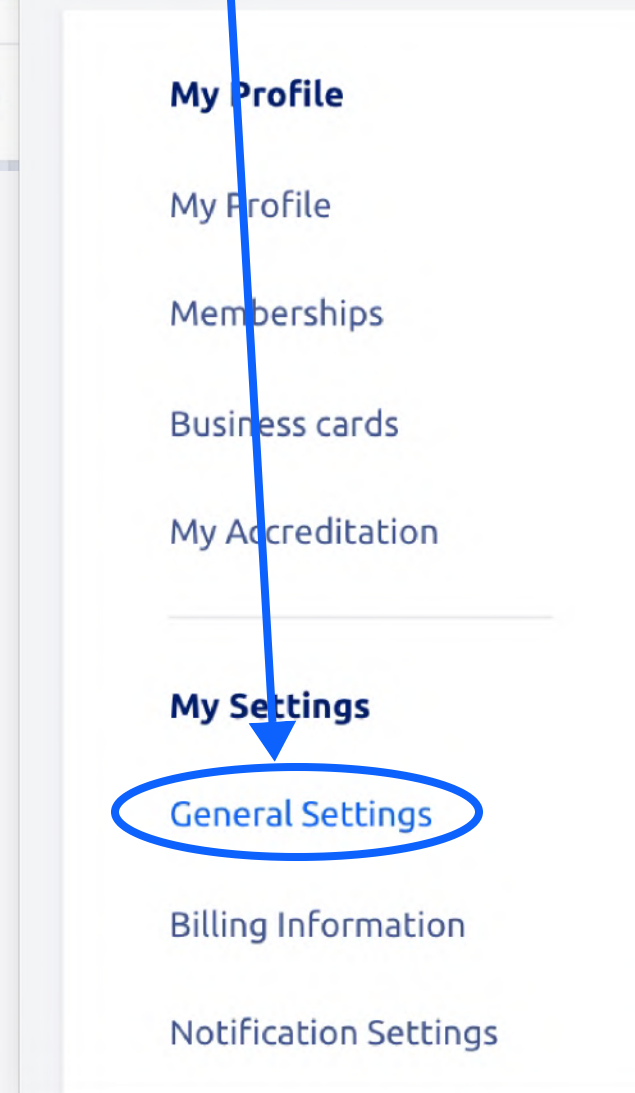 My Profile
My Profile
Memberships
Business cards
My Accreditation
My Settings
General Settings
Billing Information
Notification Settings